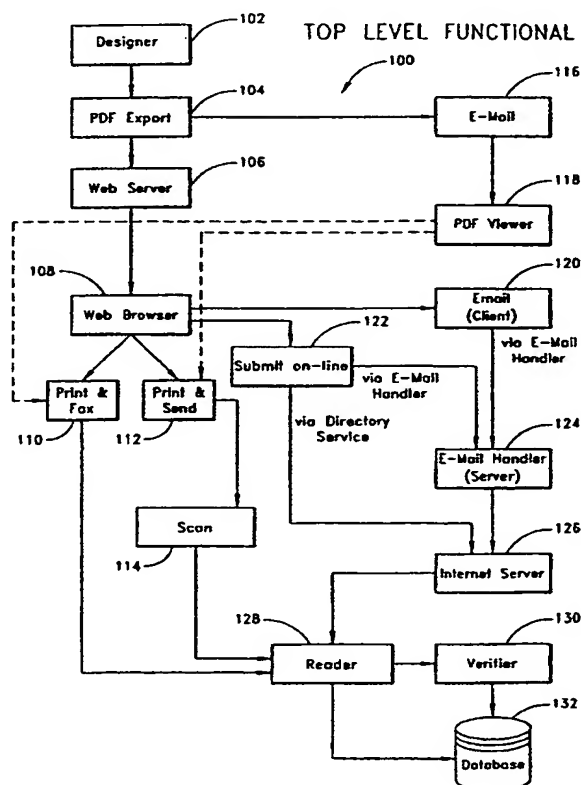 TOP LEVEL FUNCTIONAL
100
102
Designer
104
PDF Export
116
E-Mail
106
Web Server
118
PDF Viewer
108
Web Browser
120
Email
(Client)
122
Submit on-line
via E-Mail
Handler
via E-Mail
Handler
Print &
Fax
110
Print &
Send
112
via Directory
Service
124
E-Mail Handler
(Server)
Scan
114
126
Internet Server
128
Reader
130
Verifier
132
Database